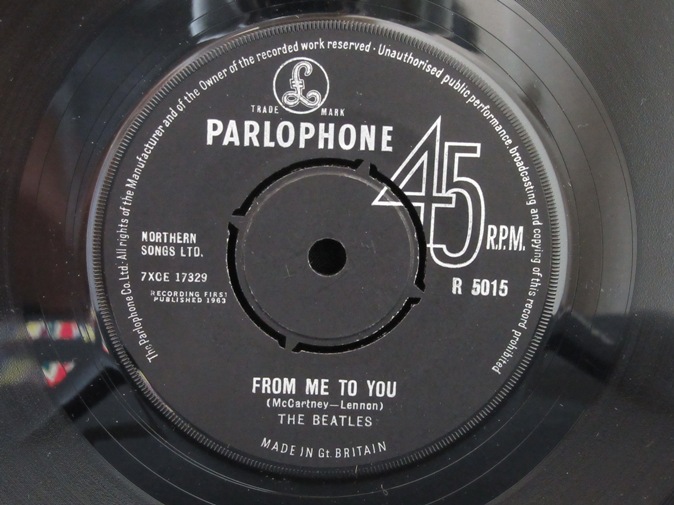 The Parlophone Co. Ltd. All rights of the Manufacturer and of the Owner of the recorded work reserved · Unauthorised public performance, broadcasting and copying of this record prohibited
£
TRADE MARK
PARLOPHONE
45 R.P.M.
NORTHERN
SONGS LTD.
7XCE 17329
RECORDING FIRST
PUBLISHED 1963
R 5015
FROM ME TO YOU
(McCartney—Lennon)
THE BEATLES
MADE IN Gt. BRITAIN